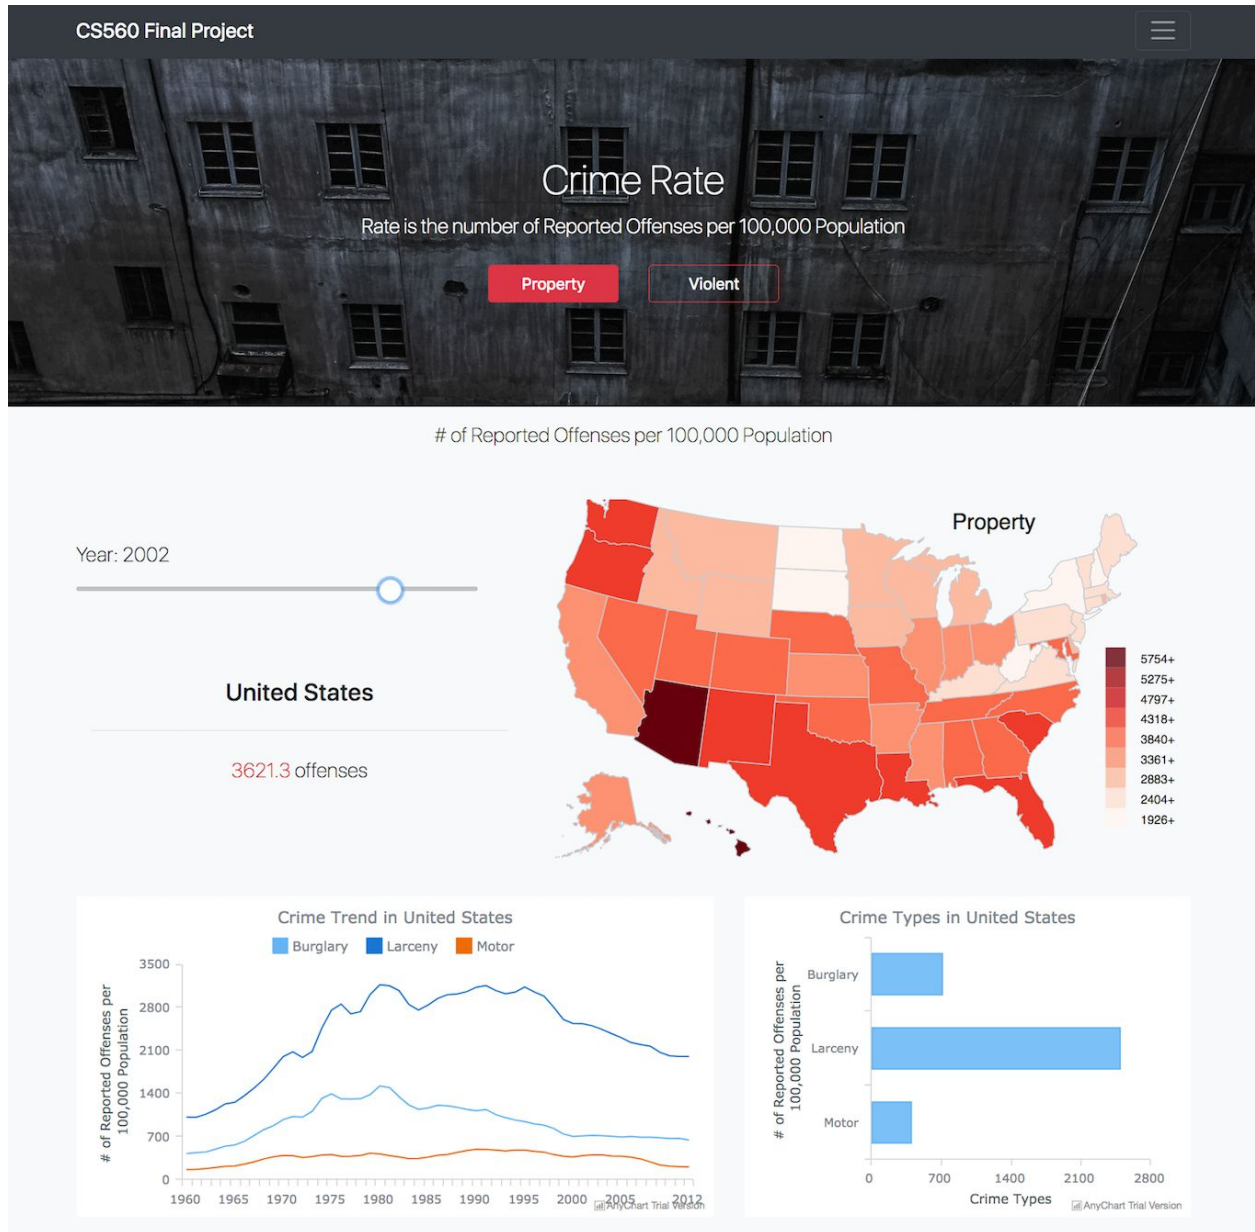 CS560 Final Project
Crime Rate
Rate is the number of Reported Offenses per 100,000 Population
Property
Violent
# of Reported Offenses per 100,000 Population
Year: 2002
United States
3621.3 offenses
Property
5754+
5275+
4797+
4318+
3840+
3361+
2883+
2404+
1926+
Crime Trend in United States
Burglary Larceny Motor
# of Reported Offenses per
100,000 Population
3500
2800
2100
1400
700
0
1960 1965 1970 1975 1980 1985 1990 1995 2000 2005 2012
AnyChart Trial Version
Crime Types in United States
# of Reported Offenses per
100,000 Population
Burglary
Larceny
Motor
0 700 1400 2100 2800
Crime Types
AnyChart Trial Version